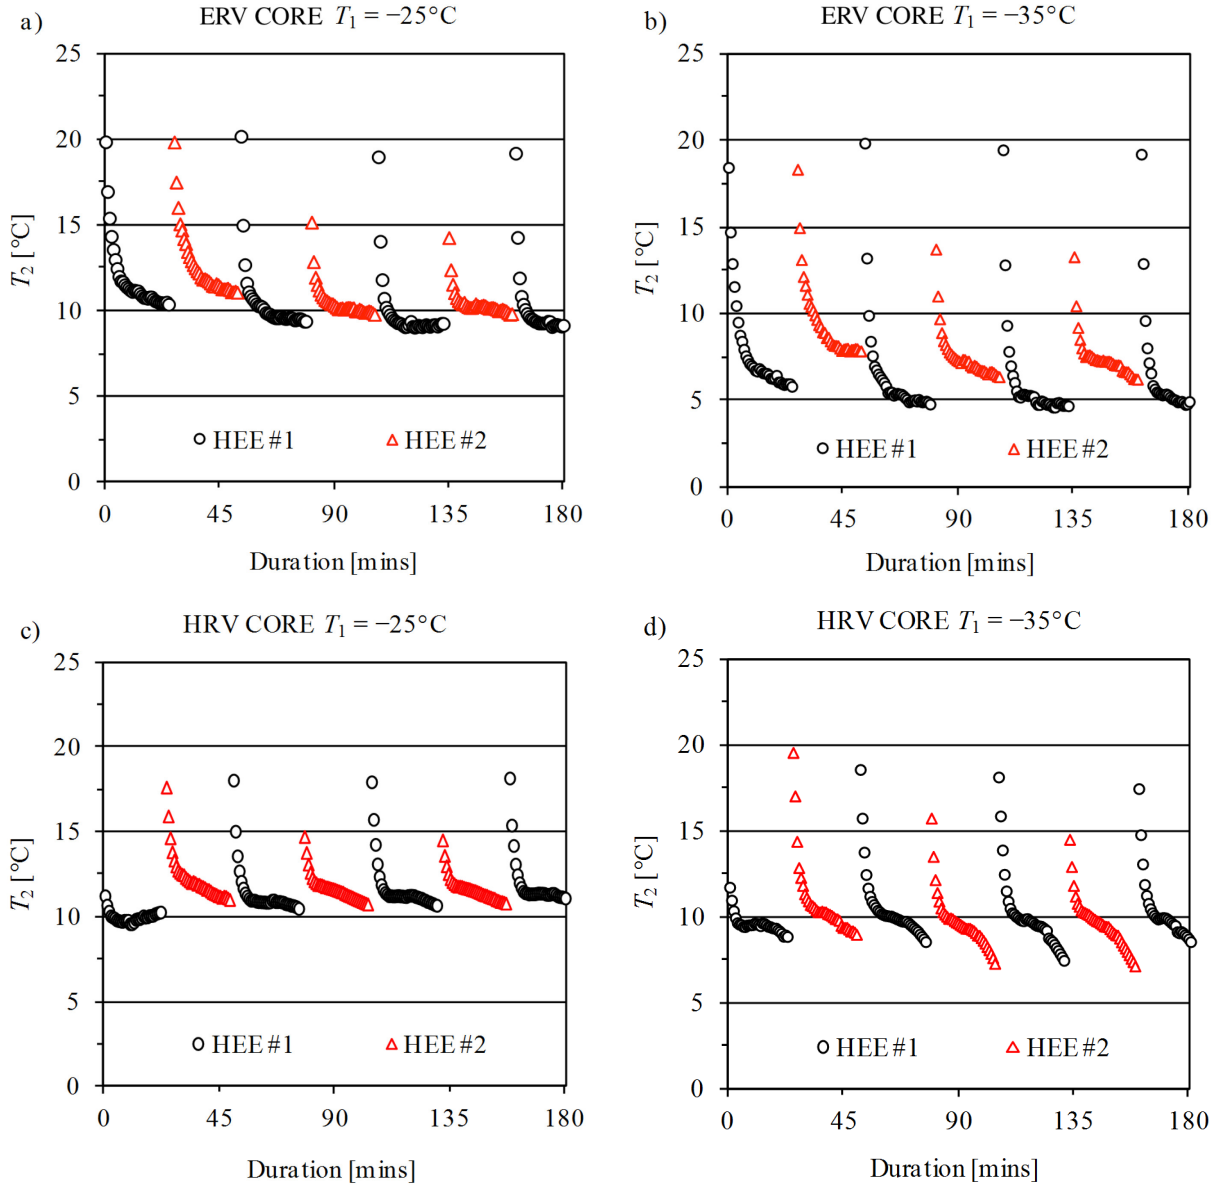 a)
ERV CORE T₁ = −25°C
25
20
15
10
5
0
T₂ [°C]
HEE #1
HEE #2
0 45 90 135 180
Duration [mins]
b)
ERV CORE T₁ = −35°C
25
20
15
10
5
0
T₂ [°C]
HEE #1
HEE #2
0 45 90 135 180
Duration [mins]
c)
HRV CORE T₁ = −25°C
25
20
15
10
5
0
T₂ [°C]
HEE #1
HEE #2
0 45 90 135 180
Duration [mins]
d)
HRV CORE T₁ = −35°C
25
20
15
10
5
0
T₂ [°C]
HEE #1
HEE #2
0 45 90 135 180
Duration [mins]